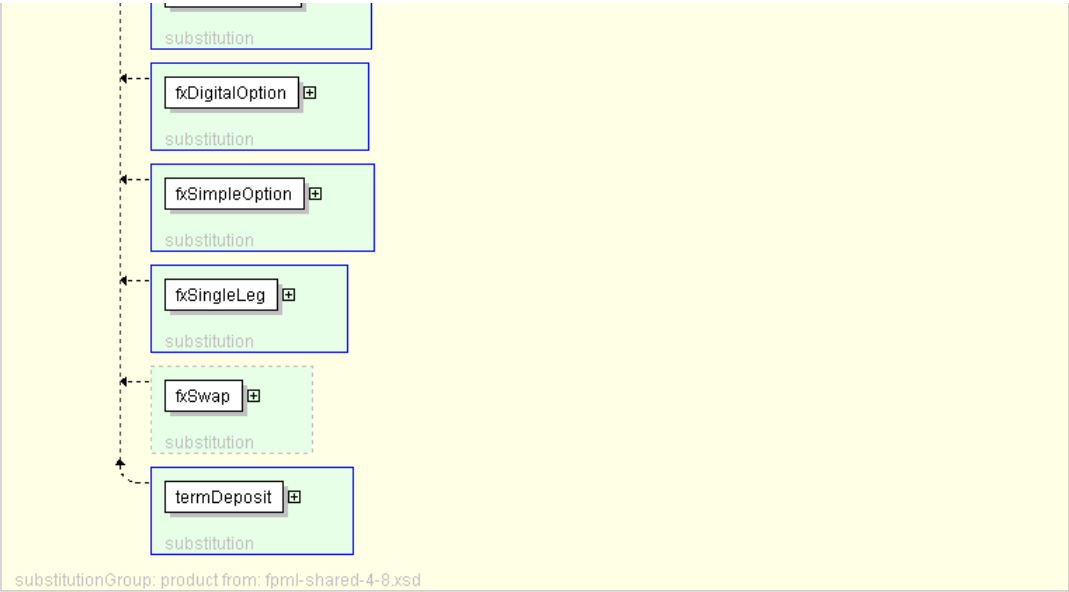 substitution
fxDigitalOption
substitution
fxSimpleOption
substitution
fxSingleLeg
substitution
fxSwap
substitution
termDeposit
substitution
substitutionGroup: product from: fpml-shared-4-8.xsd